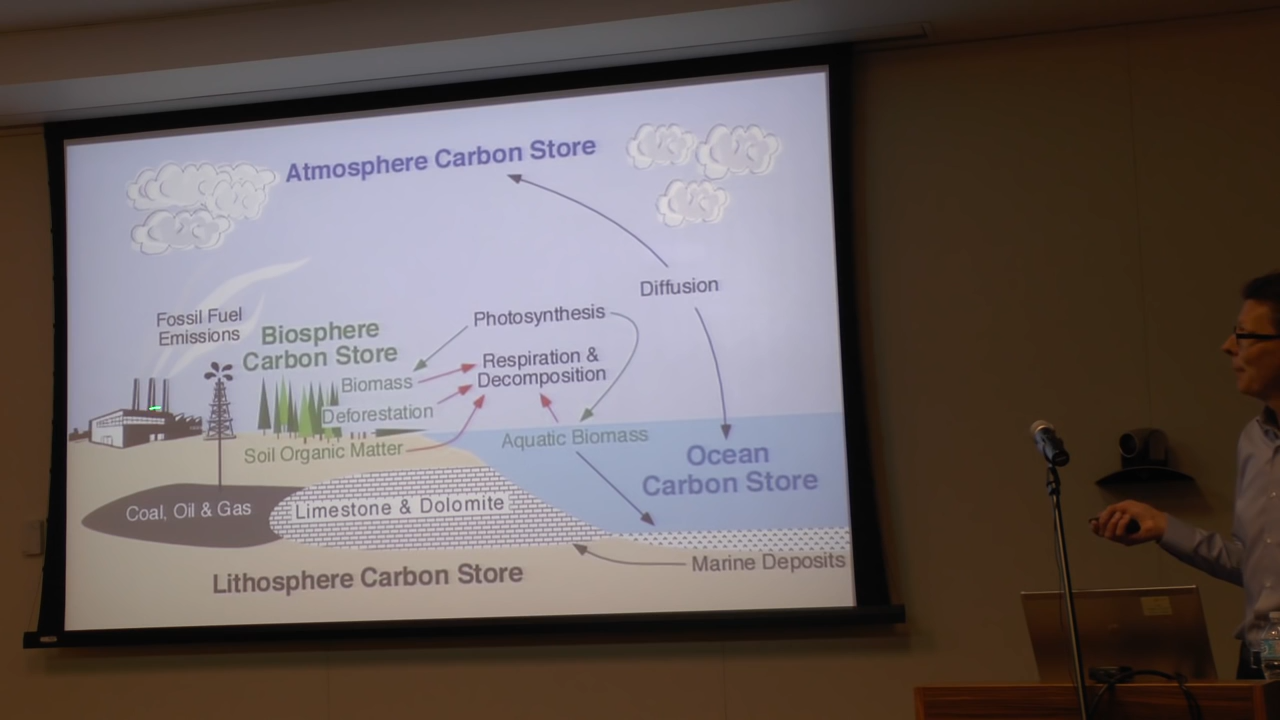 Atmosphere Carbon Store
Diffusion
Fossil Fuel
Emissions
Biosphere
Carbon Store
Photosynthesis
Respiration &
Decomposition
Biomass
Deforestation
Soil Organic Matter
Aquatic Biomass
Ocean
Carbon Store
Coal, Oil & Gas
Limestone & Dolomite
Marine Deposits
Lithosphere Carbon Store